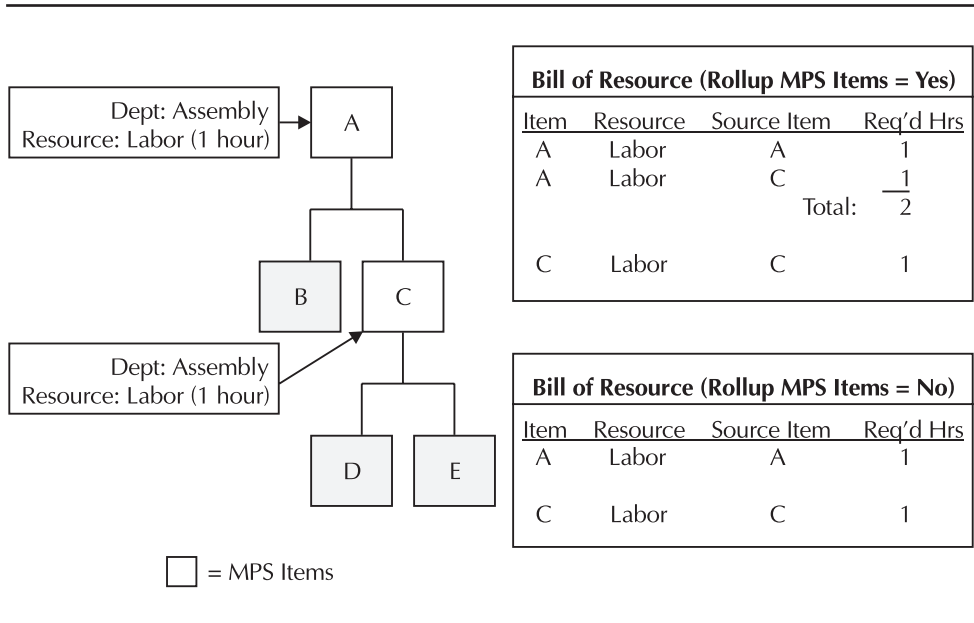 Dept: Assembly
Resource: Labor (1 hour)
A
B
C
Dept: Assembly
Resource: Labor (1 hour)
D
E
= MPS Items
Bill of Resource (Rollup MPS Items = Yes)
Item Resource Source Item Req’d Hrs
A Labor A 1
A Labor C 1
Total: 2
C Labor C 1
Bill of Resource (Rollup MPS Items = No)
Item Resource Source Item Req’d Hrs
A Labor A 1
C Labor C 1